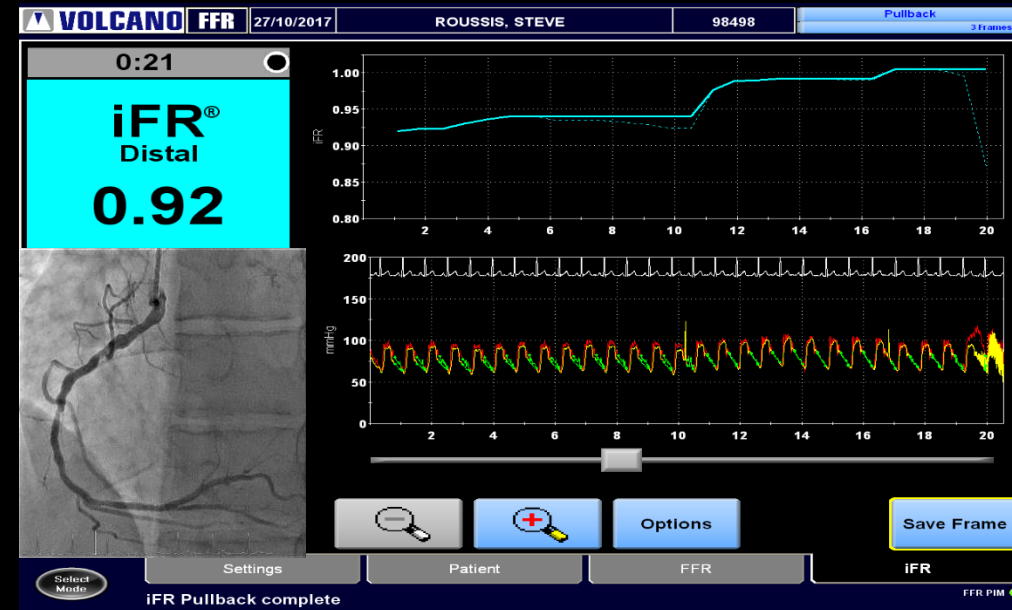 VOLCANO FFR 27/10/2017 ROUSSIS, STEVE 98498 Pullback
3 Frames
0:21
iFR®
Distal
0.92
1.00
0.95
iFR
0.90
0.85
0.80
2 4 6 8 10 12 14 16 18 20
200
150
mmHg
100
50
0
2 4 6 8 10 12 14 16 18 20
Options
Save Frame
Settings Patient FFR iFR
Select
Mode
iFR Pullback complete
FFR PIM